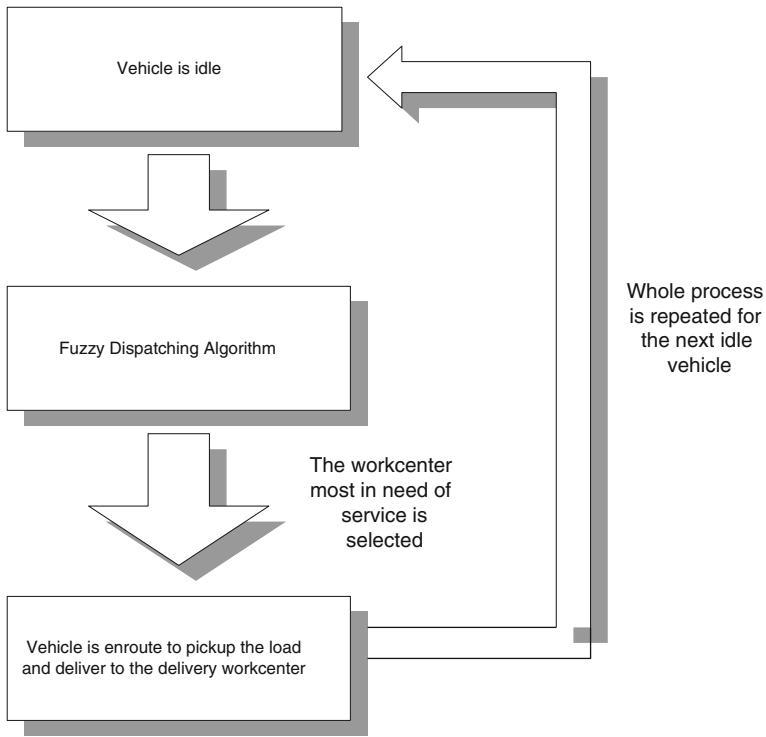 Vehicle is idle
Fuzzy Dispatching Algorithm
Whole process
is repeated for
the next idle
vehicle
The workcenter
most in need of
service is
selected
Vehicle is enroute to pickup the load
and deliver to the delivery workcenter